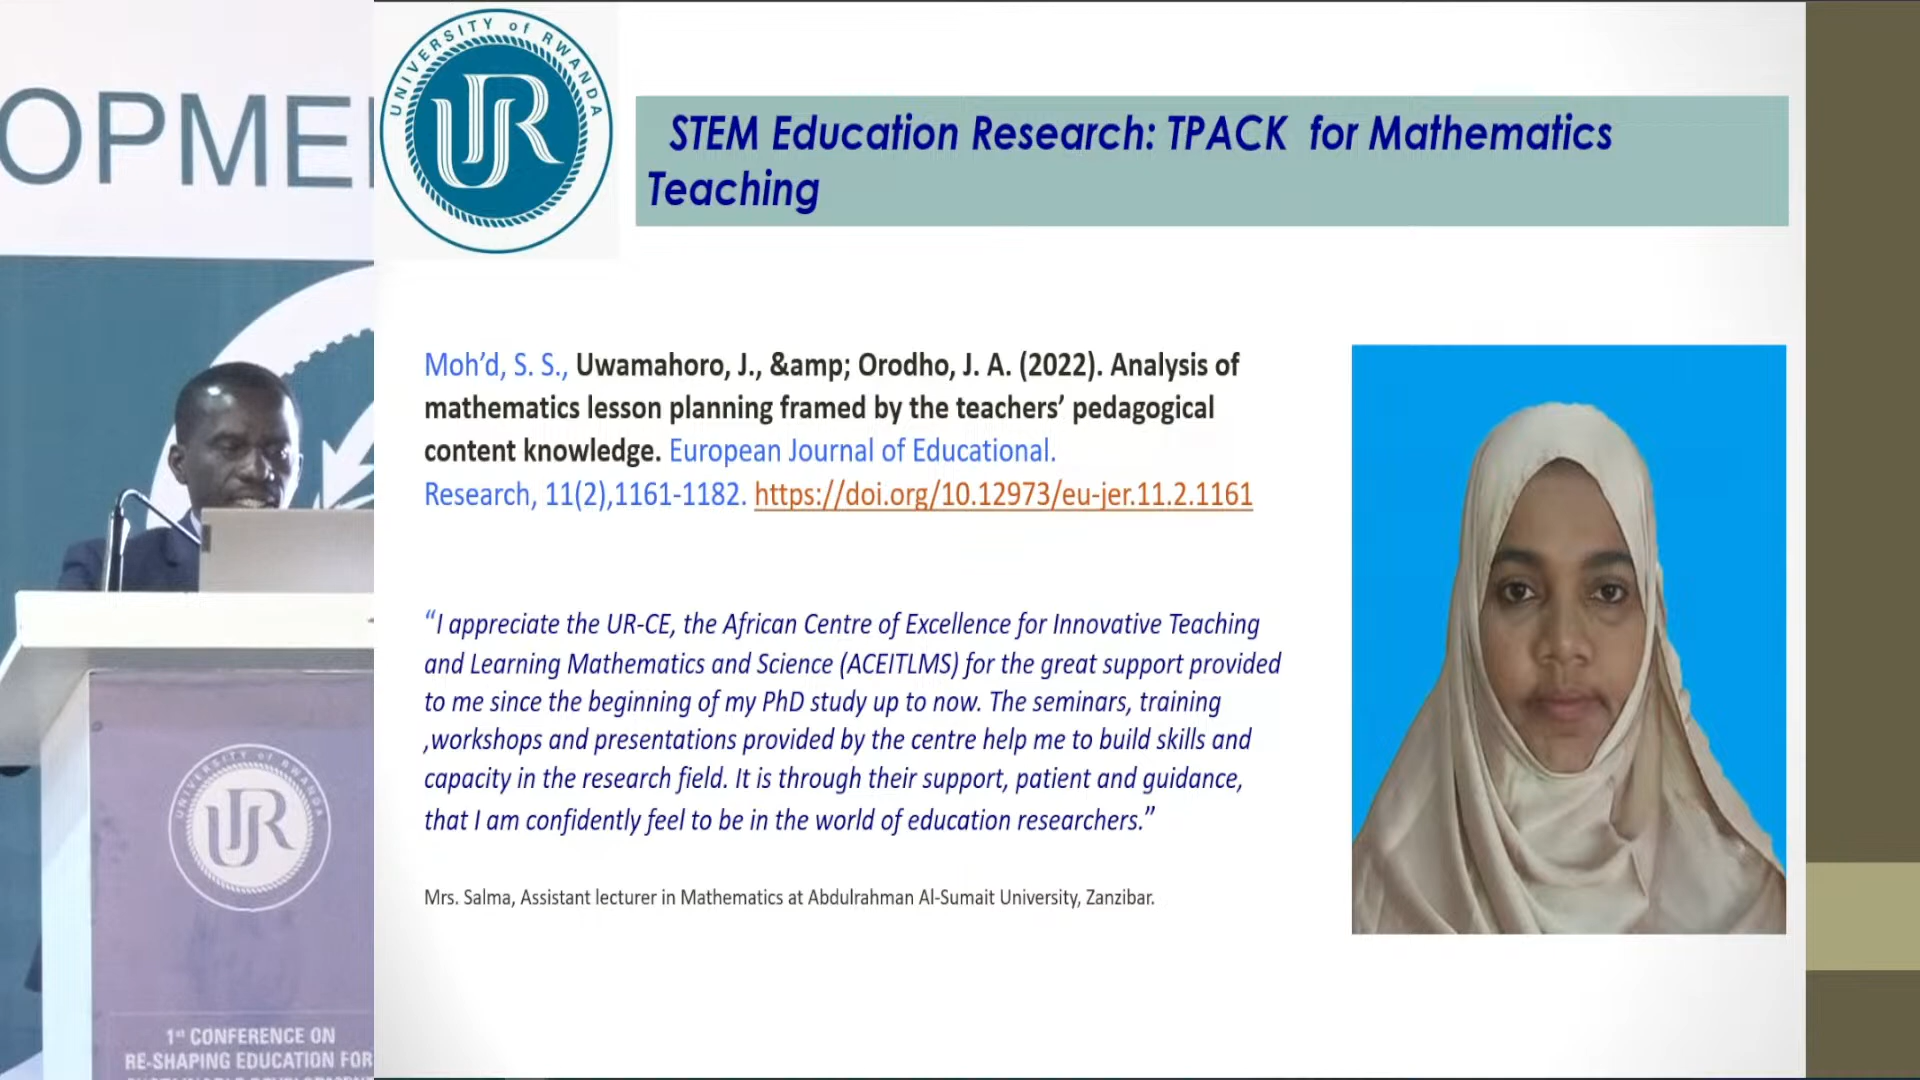 OPME
UNIVERSITY of RWANDA
UR
STEM Education Research: TPACK for Mathematics
Teaching
Moh’d, S. S., Uwamahoro, J., &amp; Orodho, J. A. (2022). Analysis of
mathematics lesson planning framed by the teachers’ pedagogical
content knowledge. European Journal of Educational.
Research, 11(2),1161-1182. https://doi.org/10.12973/eu-jer.11.2.1161
“I appreciate the UR-CE, the African Centre of Excellence for Innovative Teaching
and Learning Mathematics and Science (ACEITLMS) for the great support provided
to me since the beginning of my PhD study up to now. The seminars, training
,workshops and presentations provided by the centre help me to build skills and
capacity in the research field. It is through their support, patient and guidance,
that I am confidently feel to be in the world of education researchers.”
Mrs. Salma, Assistant lecturer in Mathematics at Abdulrahman Al-Sumait University, Zanzibar.
UNIVERSITY of RWANDA
UR
1st CONFERENCE ON
RE-SHAPING EDUCATION FOR